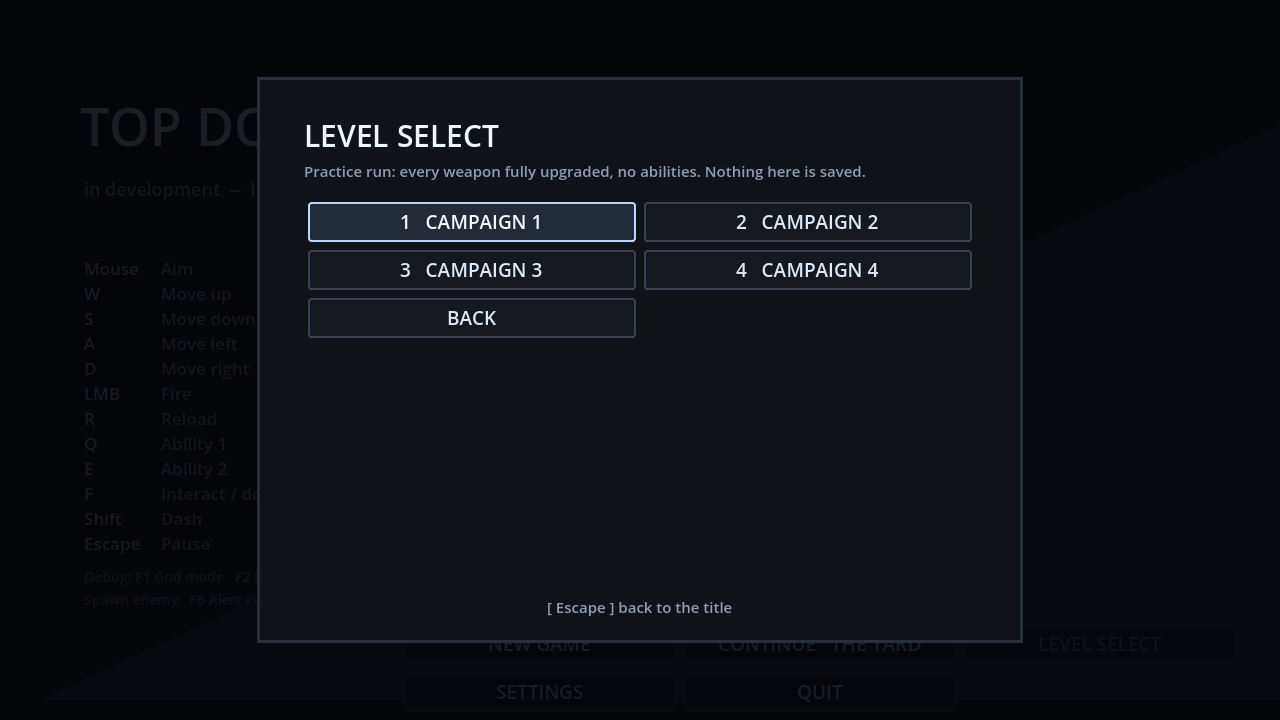 LEVEL SELECT
Practice run: every weapon fully upgraded, no abilities. Nothing here is saved.
1 CAMPAIGN 1
2 CAMPAIGN 2
3 CAMPAIGN 3
4 CAMPAIGN 4
BACK
[ Escape ] back to the title
TOP DO
in development --
Mouse Aim
W Move up
S Move down
A Move left
D Move right
LMB Fire
R Reload
Q Ability 1
E Ability 2
F Interact /
Shift Dash
Escape Pause
Debug: F1 God mode F2
Spawn enemy F6 Alert
NEW GAME
CONTINUE THE YARD
LEVEL SELECT
SETTINGS
QUIT